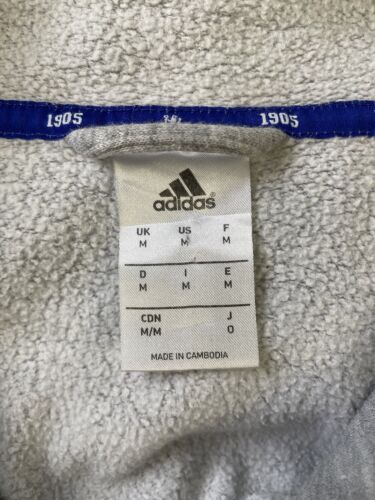 1905 1905
adidas
UK US F
M M M
D I E
M M M
CDN J
M/M O
MADE IN CAMBODIA